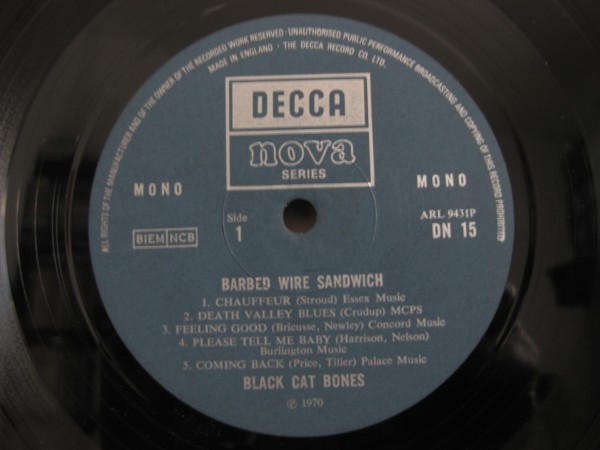 ALL RIGHTS OF THE MANUFACTURER AND OF THE OWNER OF THE RECORDED WORK RESERVED · UNAUTHORISED PUBLIC PERFORMANCE BROADCASTING AND COPYING OF THIS RECORD PROHIBITED
MADE IN ENGLAND · THE DECCA RECORD CO. LTD.
DECCA
nova
SERIES
MONO
MONO
BIEM NCB
Side
1
ARL 9431P
DN 15
BARBED WIRE SANDWICH
1. CHAUFFEUR (Stroud) Essex Music
2. DEATH VALLEY BLUES (Crudup) MCPS
3. FEELING GOOD (Bricusse, Newley) Concord Music
4. PLEASE TELL ME BABY (Harrison, Nelson)
Burlington Music
5. COMING BACK (Price, Tiller) Palace Music
BLACK CAT BONES
℗ 1970